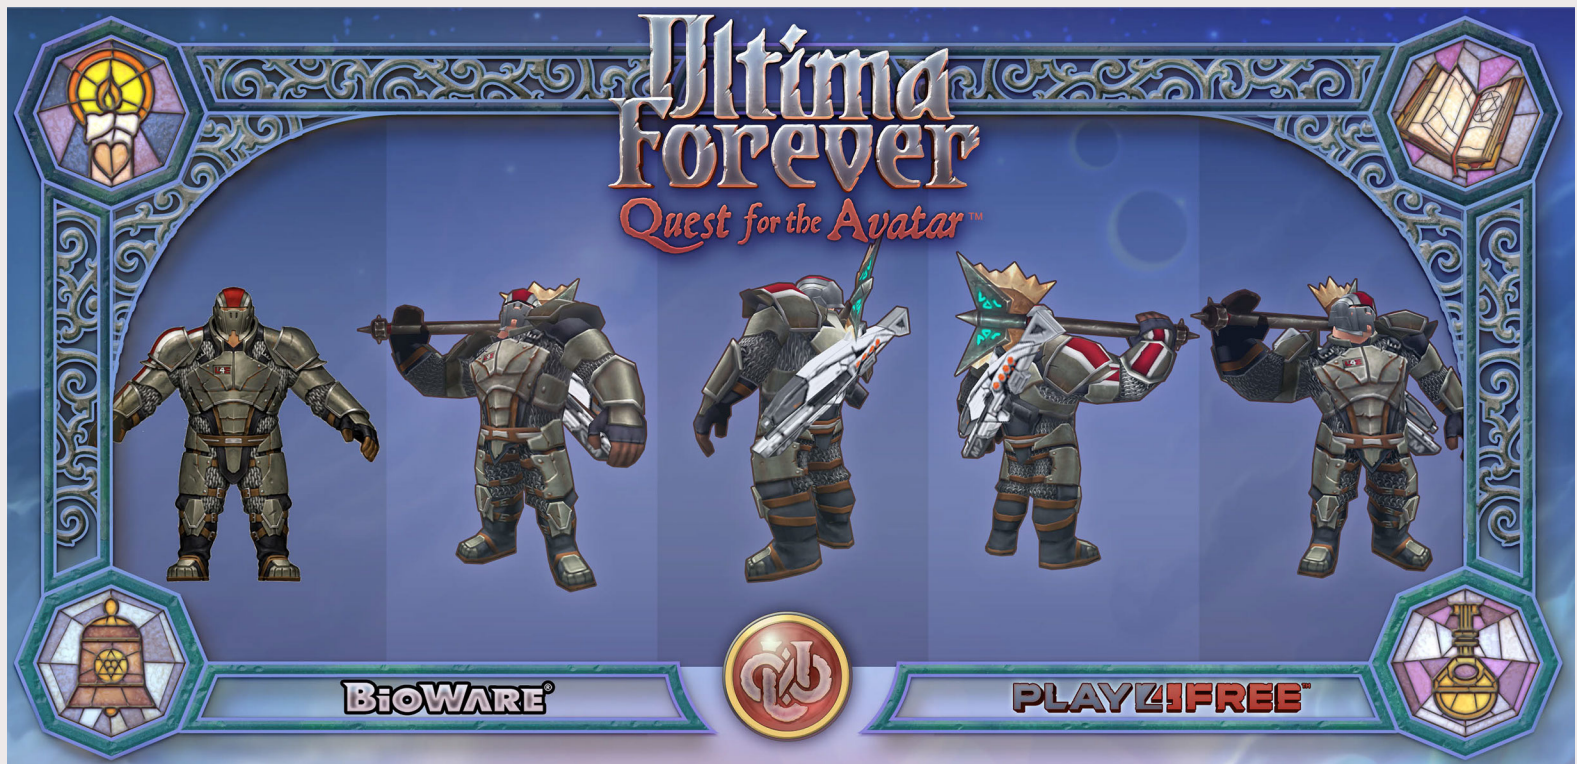 Ultima
Forever
Quest for the Avatar™
BIOWARE®
PLAY4FREE™